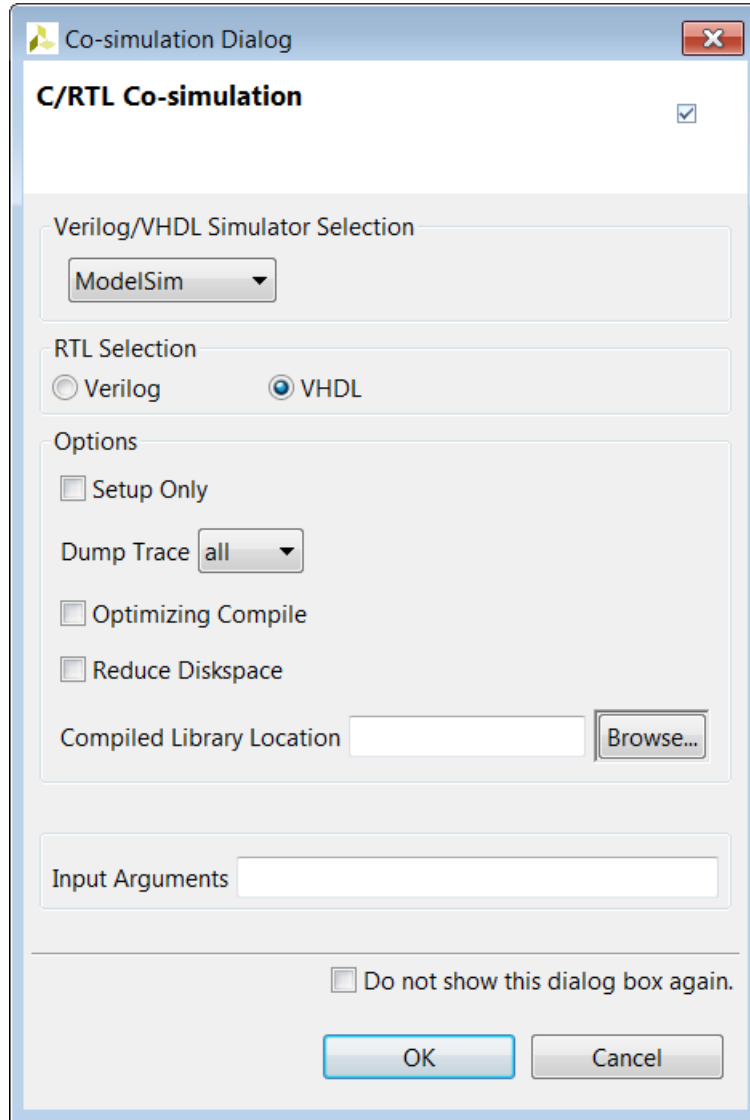 Co-simulation Dialog
C/RTL Co-simulation
Verilog/VHDL Simulator Selection
ModelSim
RTL Selection
Verilog VHDL
Options
Setup Only
Dump Trace all
Optimizing Compile
Reduce Diskspace
Compiled Library Location Browse...
Input Arguments
Do not show this dialog box again.
OK Cancel